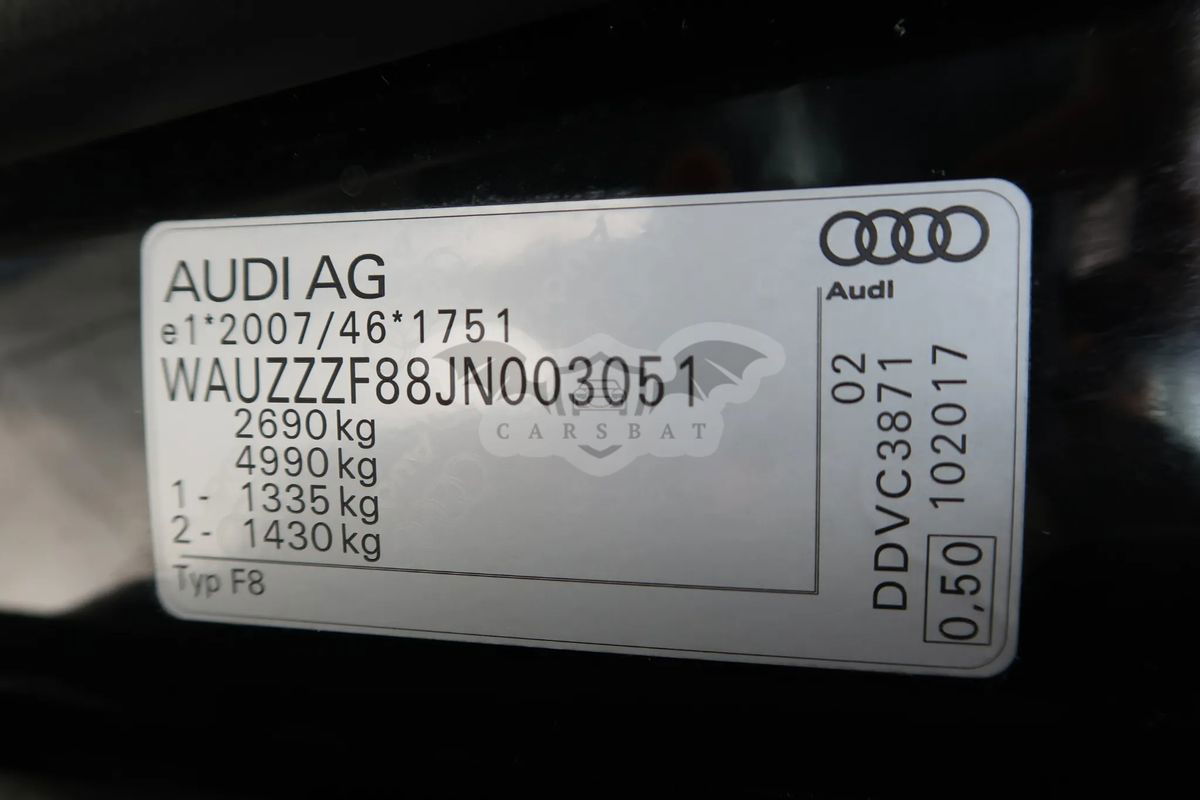 AUDI AG
e1*2007/46*1751
WAUZZZF88JN003051
2690 kg
4990 kg
1 - 1335 kg
2 - 1430 kg
Typ F8
Audi
02
DDVC3871
102017
0,50
CARSBAT